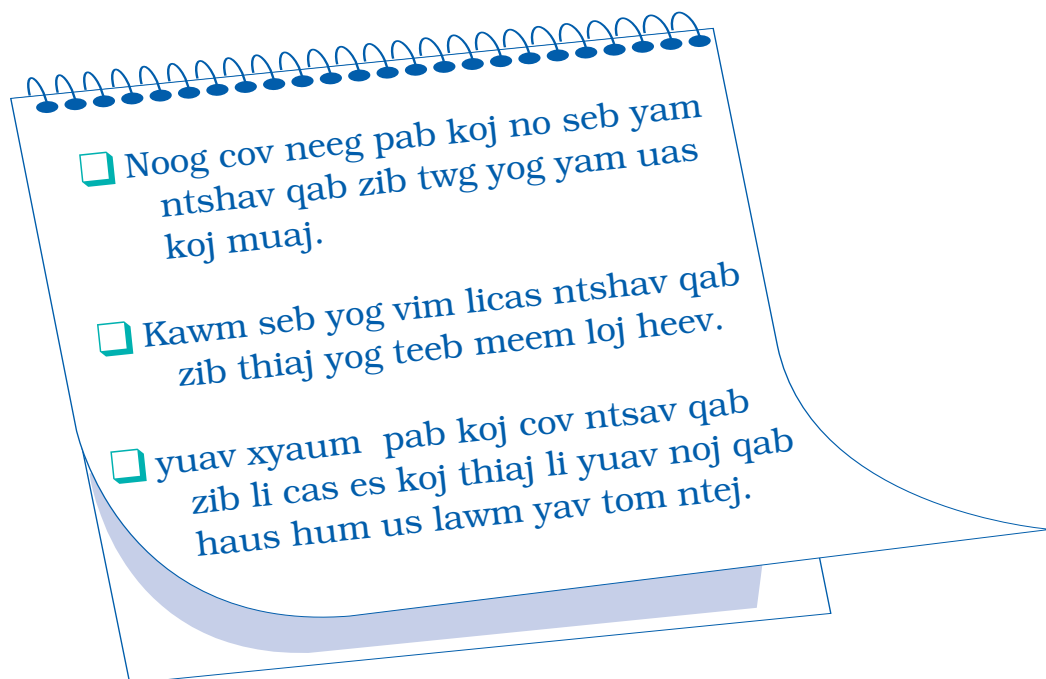 Noog cov neeg pab koj no seb yam
ntshav qab zib twg yog yam uas
koj muaj.
Kawm seb yog vim licas ntshav qab
zib thiaj yog teeb meem loj heev.
yuav xyaum pab koj cov ntsav qab
zib li cas es koj thiaj li yuav noj qab
haus hum us lawm yav tom ntej.